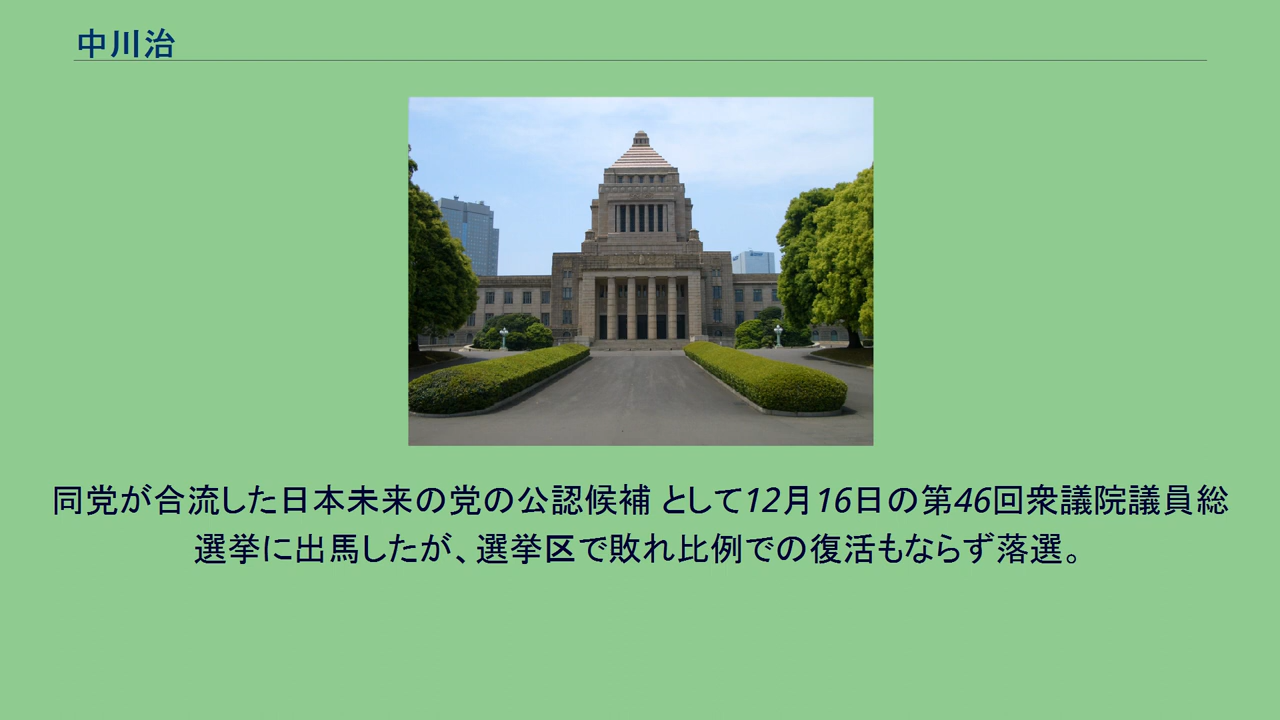 中川治
同党が合流した日本未来の党の公認候補 として12月16日の第46回衆議院議員総
選挙に出馬したが、選挙区で敗れ比例での復活もならず落選。